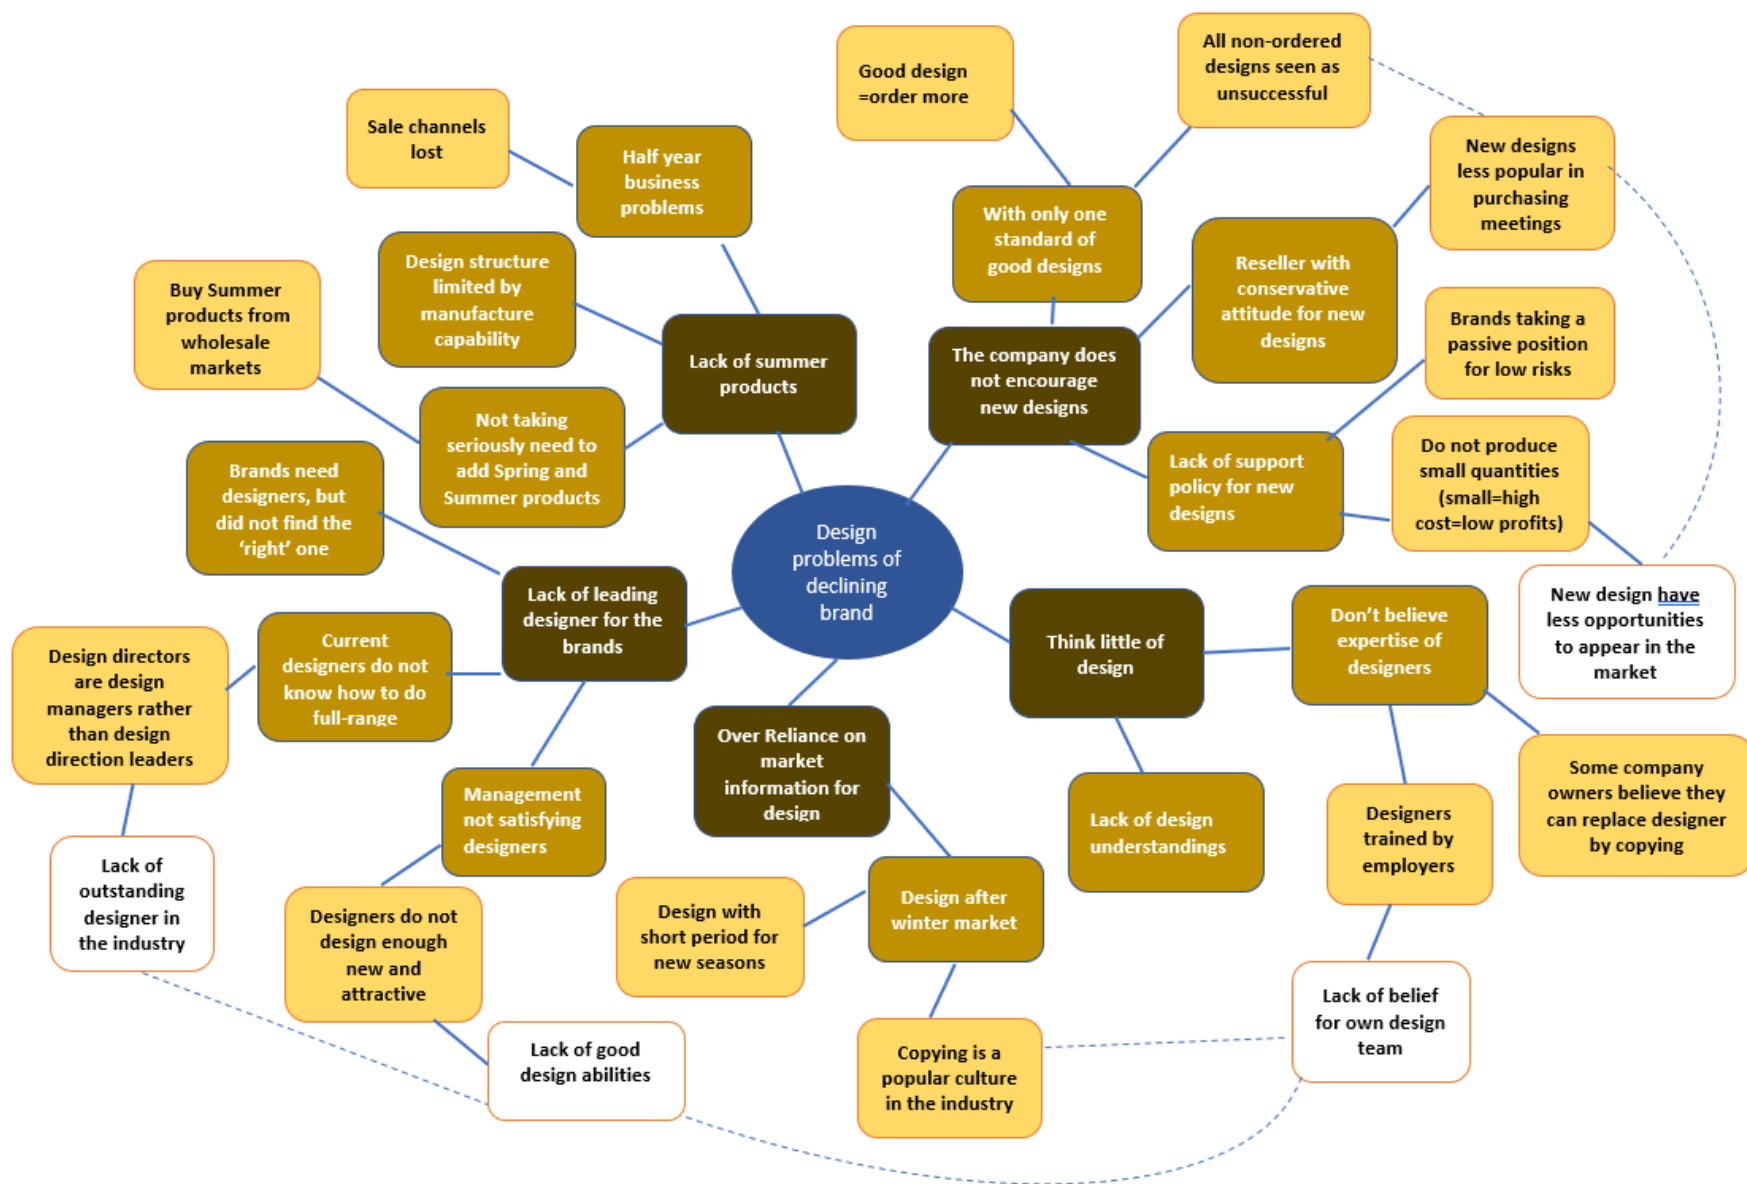 Good design
=order more
All non-ordered
designs seen as
unsuccessful
Sale channels
lost
Half year
business
problems
New designs
less popular in
purchasing
meetings
With only one
standard of
good designs
Design structure
limited by
manufacture
capability
Reseller with
conservative
attitude for new
designs
Buy Summer
products from
wholesale
markets
Brands taking a
passive position
for low risks
Lack of summer
products
The company does
not encourage
new designs
Not taking
seriously need to
add Spring and
Summer products
Brands need
designers, but
did not find the
‘right’ one
Lack of support
policy for new
designs
Do not produce
small quantities
(small=high
cost=low profits)
Design
problems of
declining
brand
Lack of leading
designer for the
brands
New design have
less opportunities
to appear in the
market
Don’t believe
expertise of
designers
Think little of
design
Current
designers do not
know how to do
full-range
Design directors
are design
managers rather
than design
direction leaders
Over Reliance on
market
information for
design
Some company
owners believe they
can replace designer
by copying
Management
not satisfying
designers
Lack of design
understandings
Designers
trained by
employers
Lack of
outstanding
designer in
the industry
Designers do not
design enough
new and
attractive
Design with
short period for
new seasons
Design after
winter market
Lack of belief
for own design
team
Lack of good
design abilities
Copying is a
popular culture
in the industry